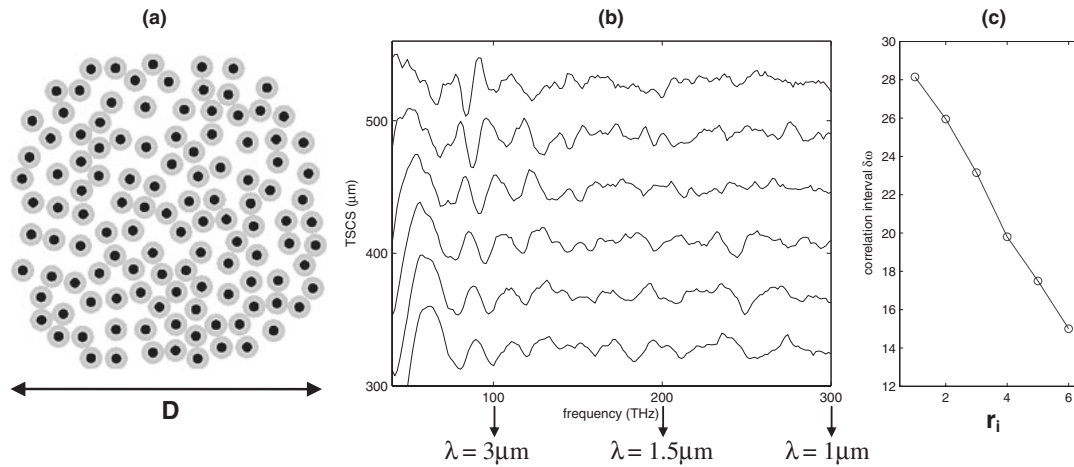 (a)
(b)
(c)
D
TSCS (μm)
500
400
300
100
200
300
frequency (THz)
λ = 3μm
λ = 1.5μm
λ = 1μm
correlation interval δω
30
28
26
24
22
20
18
16
14
12
2
4
6
rᵢ